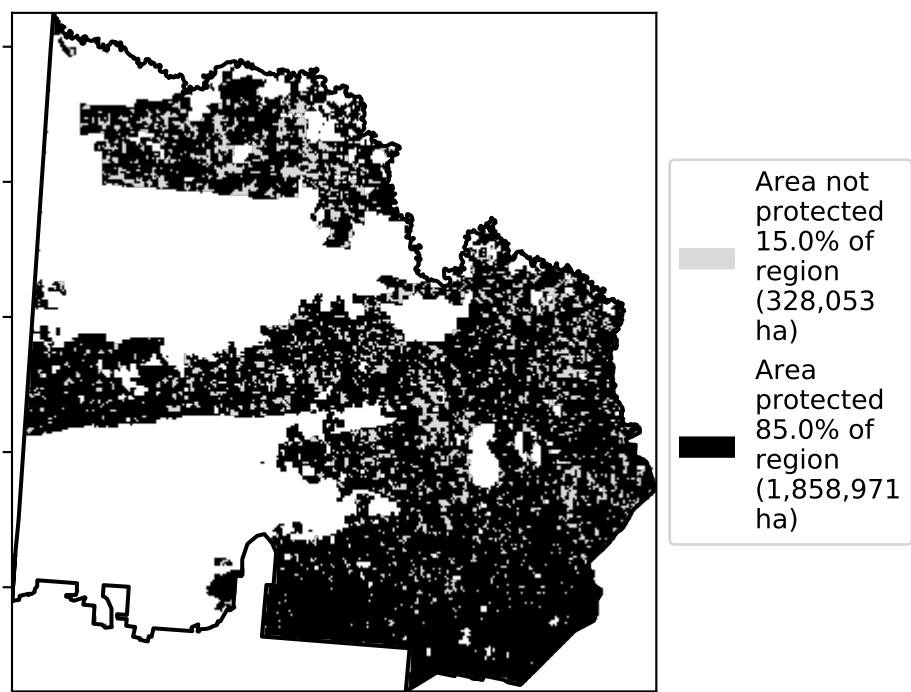 Area not
protected
15.0% of
region
(328,053
ha)
Area
protected
85.0% of
region
(1,858,971
ha)